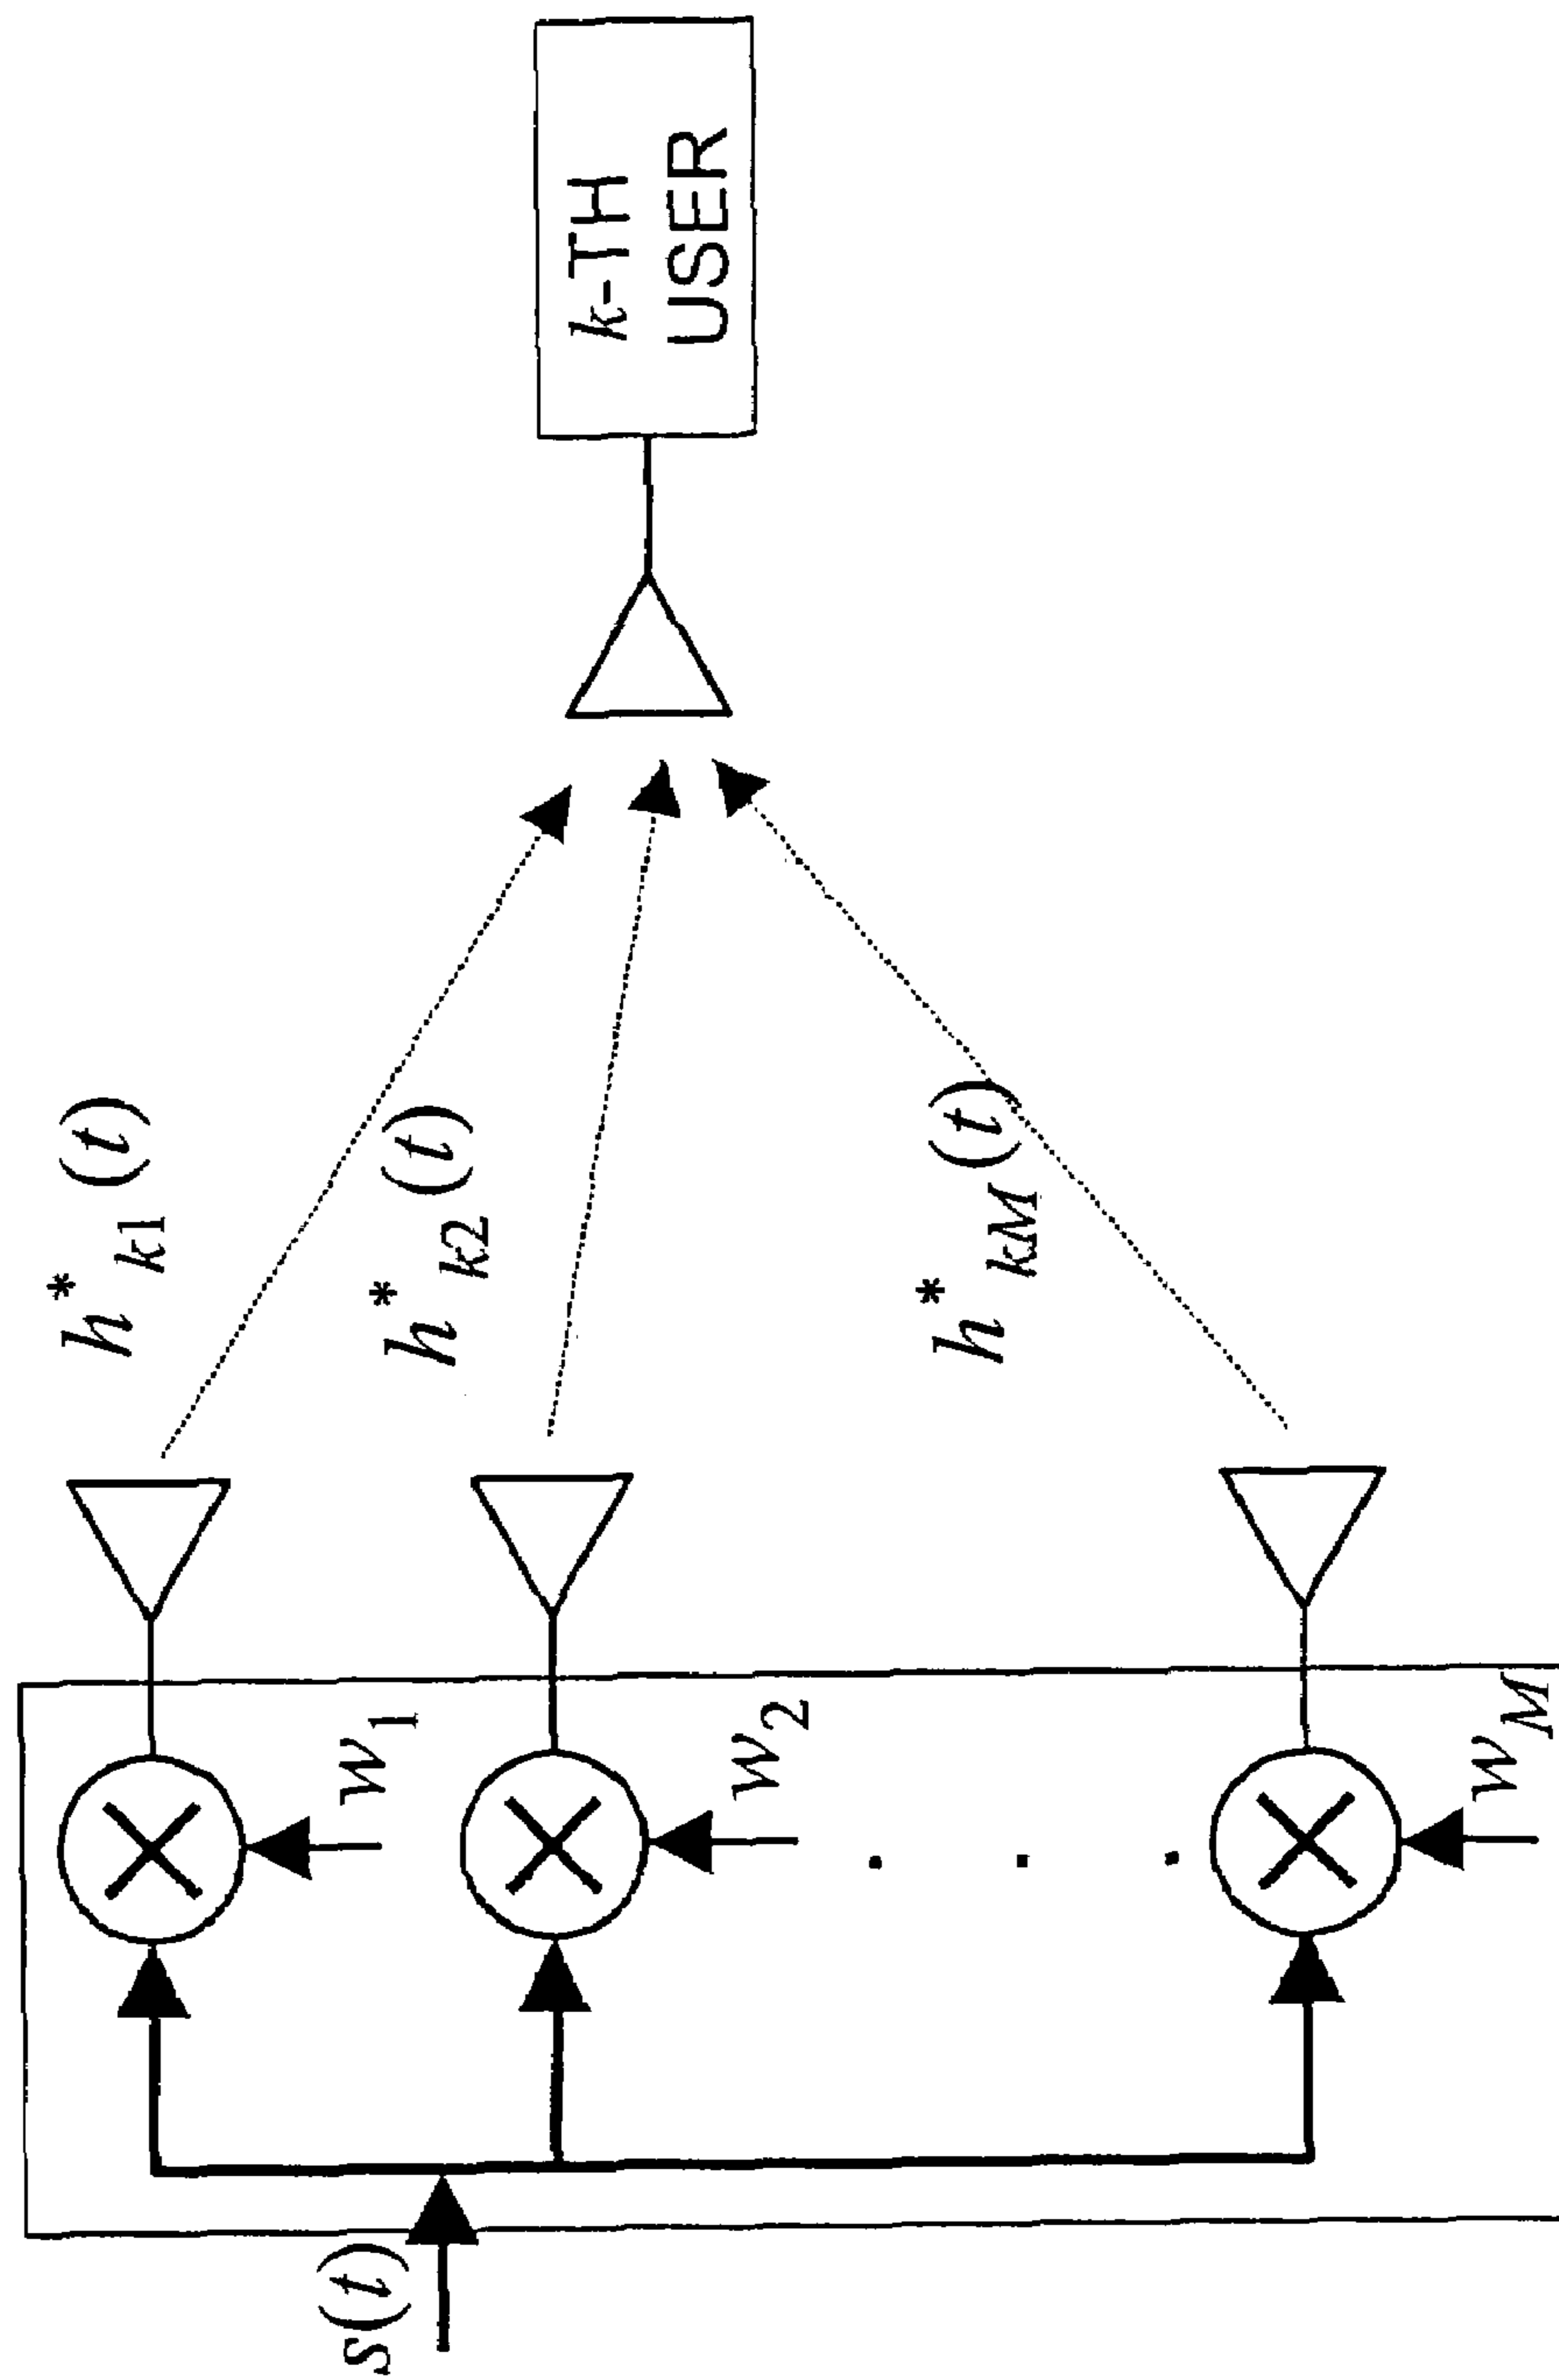 s(t)
w1
w2
. . .
wM
h*k1(t)
h*k2(t)
h*kM(t)
k-TH
USER